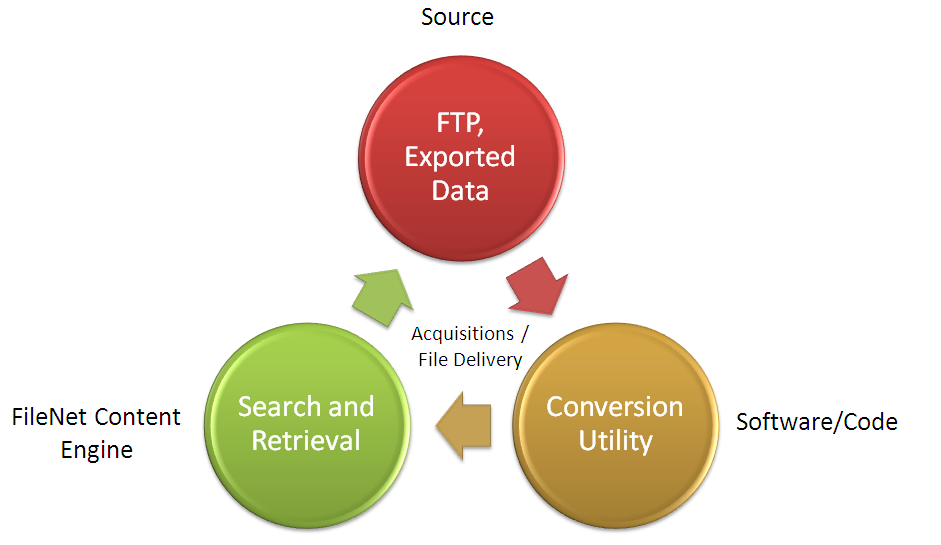 Source
FTP,
Exported
Data
Acquisitions /
File Delivery
FileNet Content
Engine
Search and
Retrieval
Conversion
Utility
Software/Code